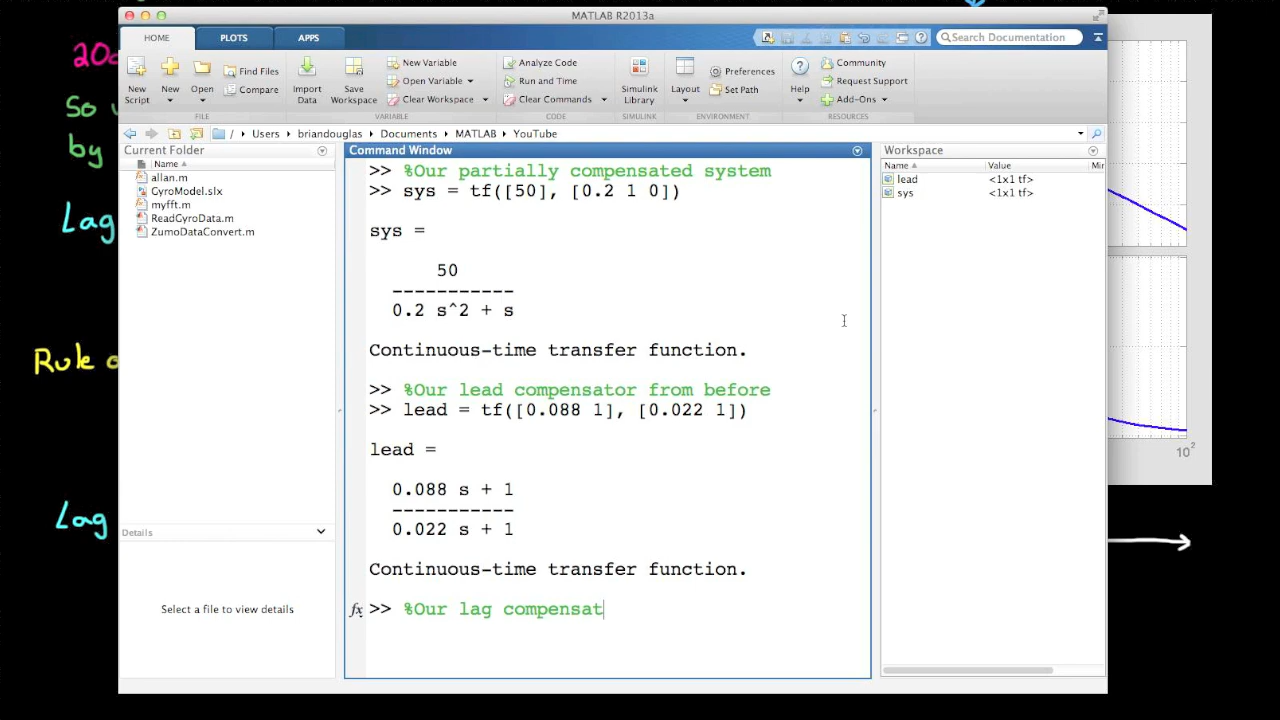 MATLAB R2013a
HOME PLOTS APPS Search Documentation
New Script
New
Open
Find Files
Compare
Import Data
Save Workspace
New Variable
Open Variable
Clear Workspace
Analyze Code
Run and Time
Clear Commands
Simulink Library
Layout
Preferences
Set Path
Help
Community
Request Support
Add-Ons
FILE VARIABLE CODE SIMULINK ENVIRONMENT RESOURCES
/ Users briandouglas Documents MATLAB YouTube
Current Folder
Name
allan.m
GyroModel.slx
myfft.m
ReadGyroData.m
ZumoDataConvert.m
Details
Select a file to view details
Command Window
>> %Our partially compensated system
>> sys = tf([50], [0.2 1 0])
sys =
50
-----------
0.2 s^2 + s
Continuous-time transfer function.
>> %Our lead compensator from before
>> lead = tf([0.088 1], [0.022 1])
lead =
0.088 s + 1
-----------
0.022 s + 1
Continuous-time transfer function.
fx >> %Our lag compensat
Workspace
Name Value
lead <1x1 tf>
sys <1x1 tf>
So
by
Lag
Rule
Lag
10²